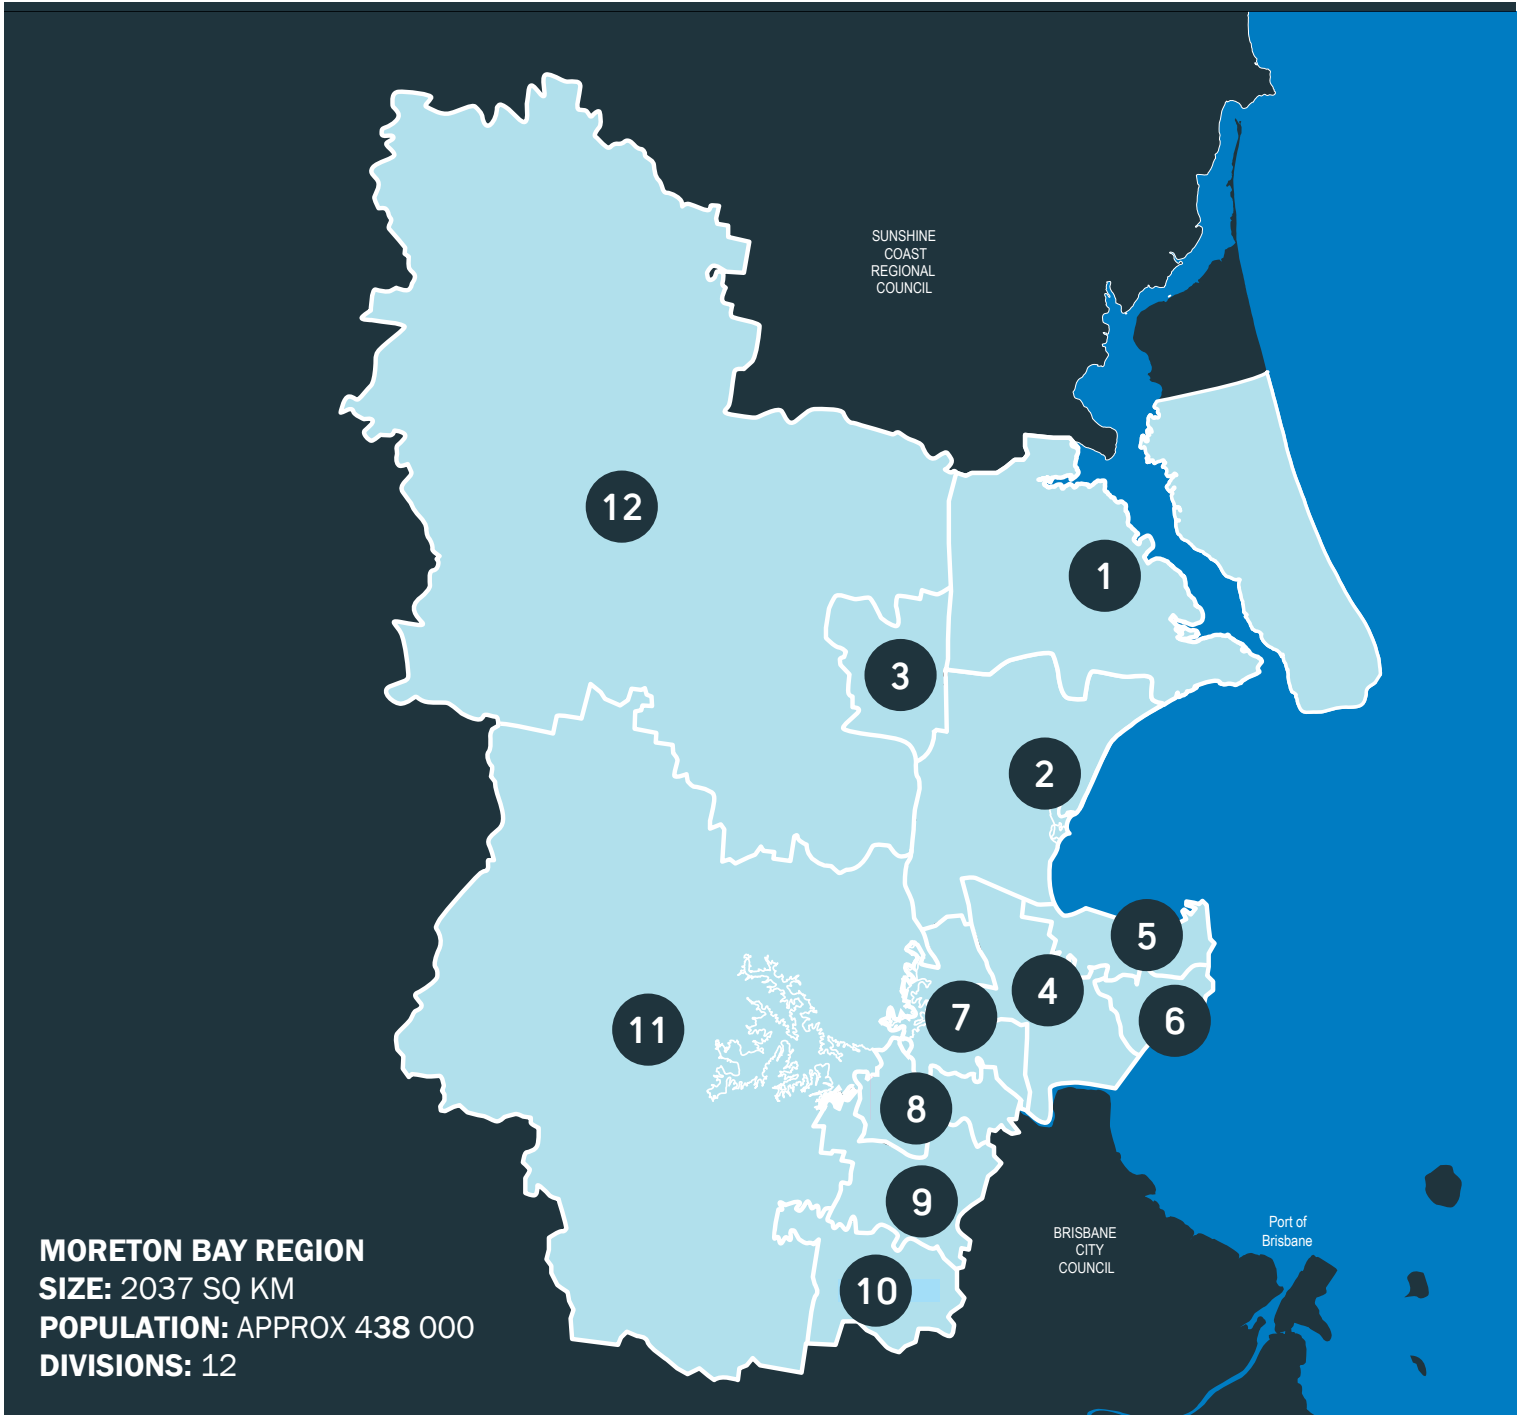 SUNSHINE
COAST
REGIONAL
COUNCIL
12
1
3
2
5
4
7
6
11
8
9
10
BRISBANE
CITY
COUNCIL
Port of
Brisbane
MORETON BAY REGION
SIZE: 2037 SQ KM
POPULATION: APPROX 438 000
DIVISIONS: 12